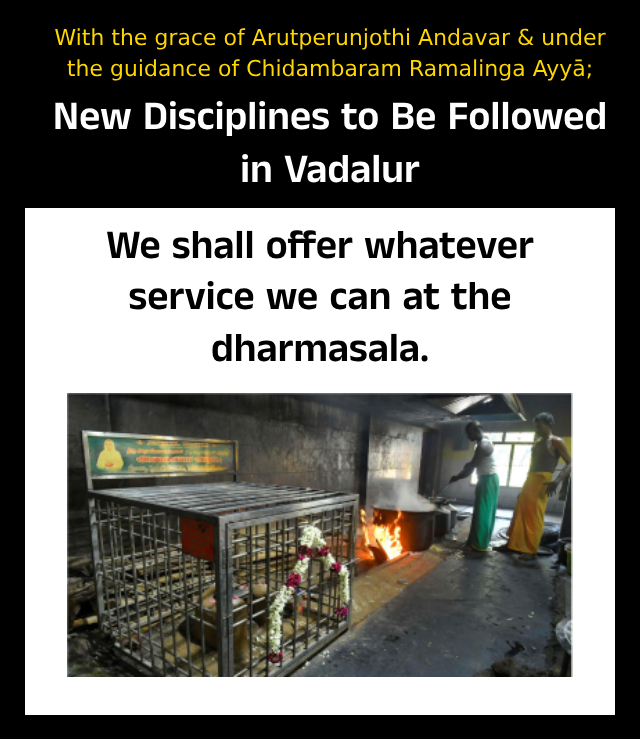 With the grace of Arutperunjothi Andavar & under
the guidance of Chidambaram Ramalinga Ayyā;
New Disciplines to Be Followed
in Vadalur
We shall offer whatever
service we can at the
dharmasala.